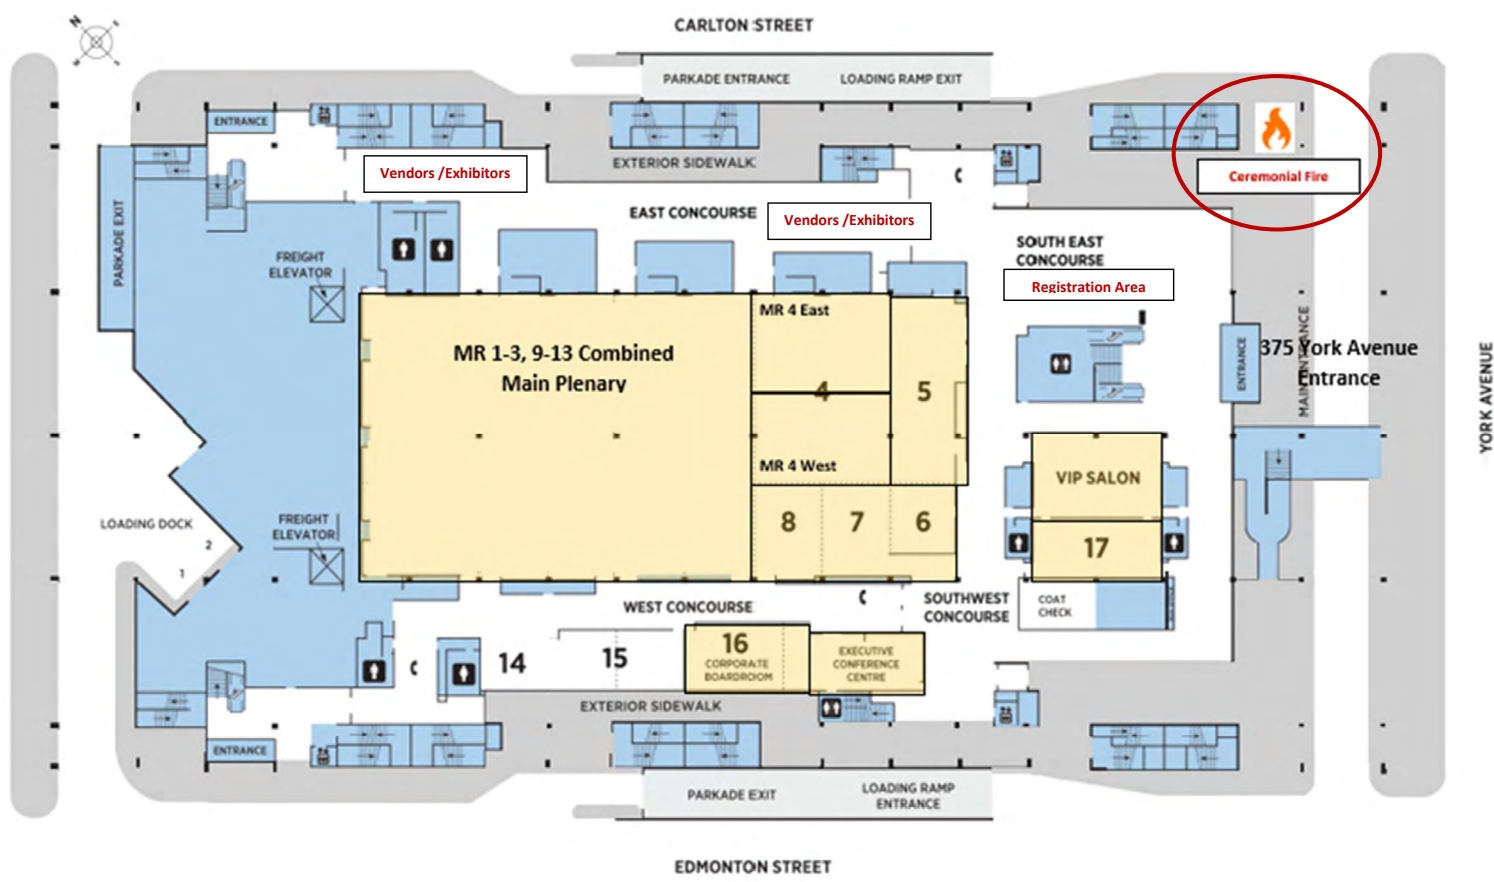 CARLTON STREET
N
E
W
S
PARKADE ENTRANCE
LOADING RAMP EXIT
ENTRANCE
EXTERIOR SIDEWALK
Vendors /Exhibitors
Ceremonial Fire
C
EAST CONCOURSE
Vendors /Exhibitors
PARKADE EXIT
SOUTH EAST
CONCOURSE
FREIGHT
ELEVATOR
Registration Area
MR 4 East
MR 1-3, 9-13 Combined
Main Plenary
4
5
ENTRANCE
MAIN ENTRANCE
375 York Avenue
Entrance
YORK AVENUE
MR 4 West
VIP SALON
LOADING DOCK
2
1
FREIGHT
ELEVATOR
8
7
6
17
C
WEST CONCOURSE
SOUTHWEST
CONCOURSE
COAT
CHECK
C
14
15
16
CORPORATE
BOARDROOM
EXECUTIVE
CONFERENCE
CENTRE
EXTERIOR SIDEWALK
ENTRANCE
PARKADE EXIT
LOADING RAMP
ENTRANCE
EDMONTON STREET